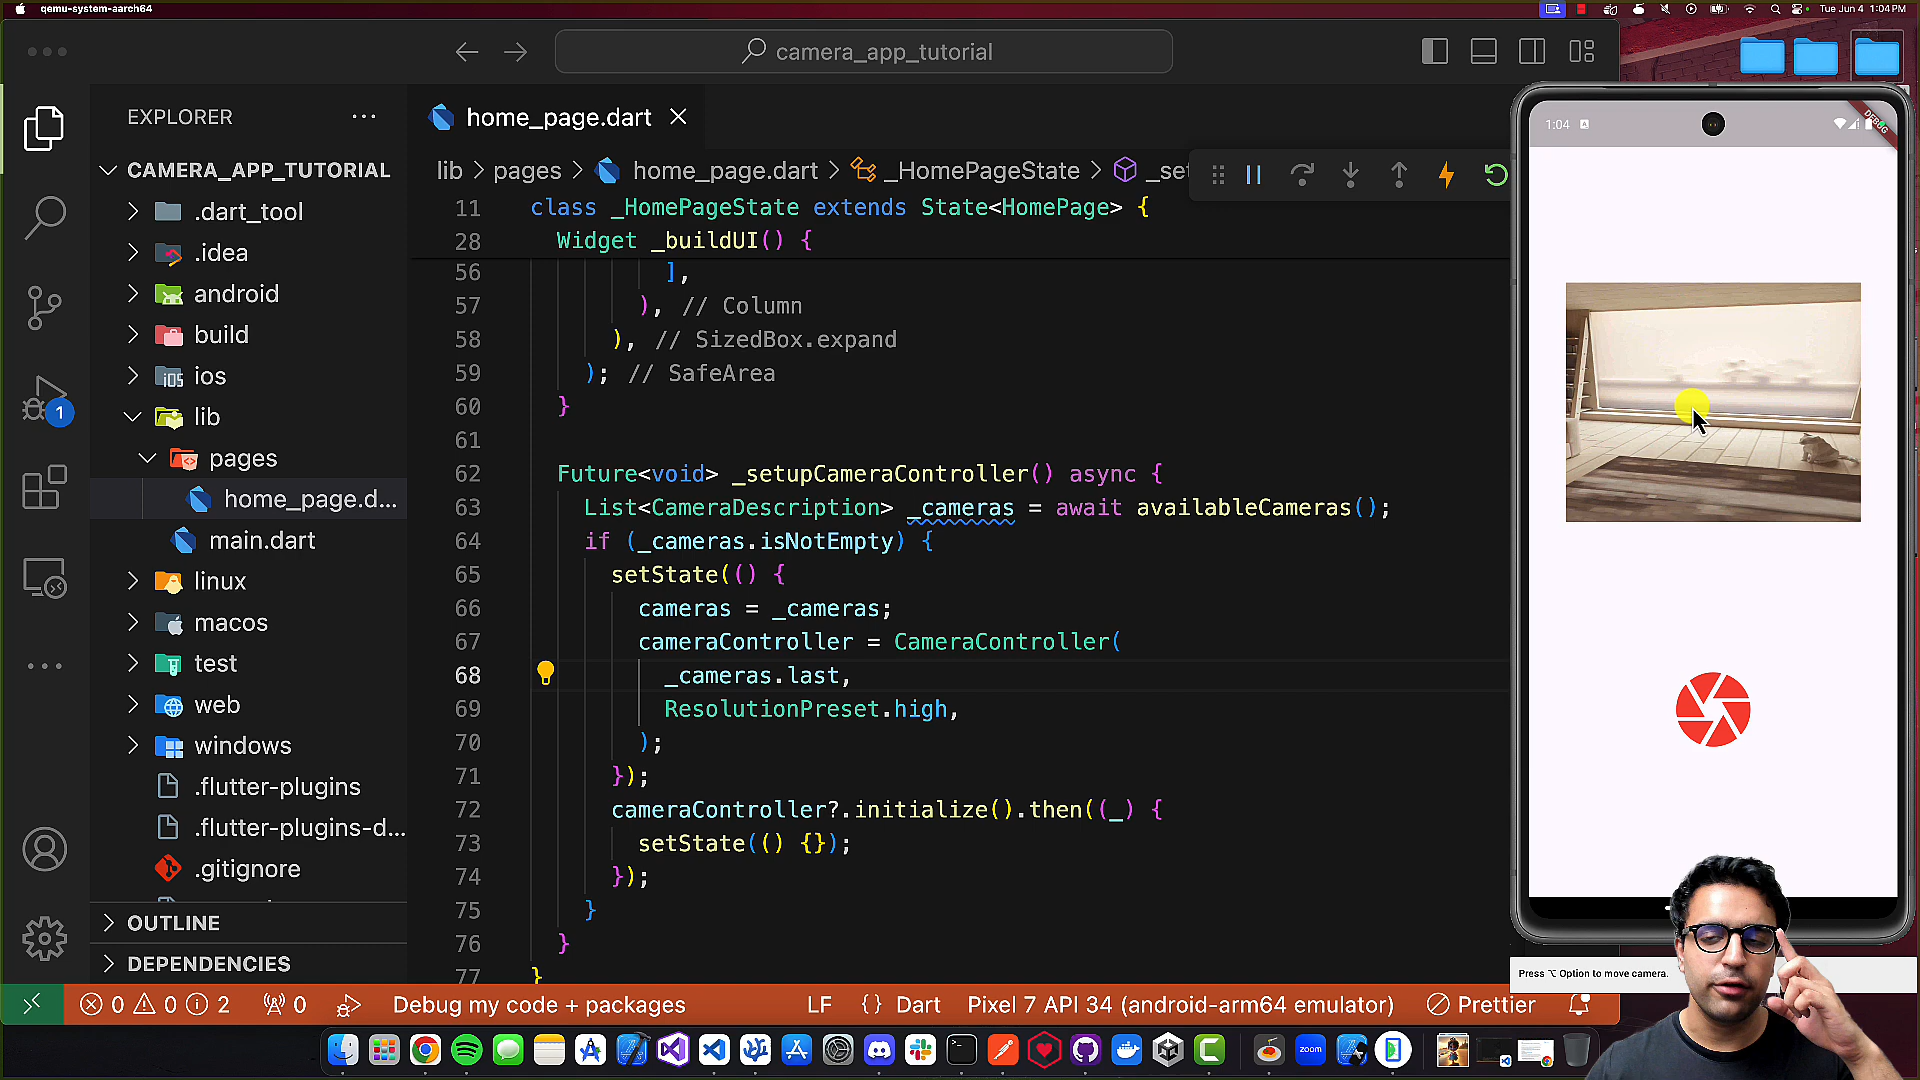 qemu-system-aarch64
Tue Jun 4 1:04 PM
camera_app_tutorial
EXPLORER
home_page.dart
CAMERA_APP_TUTORIAL
.dart_tool
.idea
android
build
ios
lib
pages
home_page.d...
main.dart
linux
macos
test
web
windows
.flutter-plugins
.flutter-plugins-d...
.gitignore
OUTLINE
DEPENDENCIES
lib > pages > home_page.dart > _HomePageState > _set
11 class _HomePageState extends State<HomePage> {
28 Widget _buildUI() {
56 ],
57 ), // Column
58 ), // SizedBox.expand
59 ); // SafeArea
60 }
61
62 Future<void> _setupCameraController() async {
63 List<CameraDescription> _cameras = await availableCameras();
64 if (_cameras.isNotEmpty) {
65 setState(() {
66 cameras = _cameras;
67 cameraController = CameraController(
68 _cameras.last,
69 ResolutionPreset.high,
70 );
71 });
72 cameraController?.initialize().then((_) {
73 setState(() {});
74 });
75 }
76 }
77 }
1:04
DEBUG
Press ⌥ Option to move camera.
1
0 0 2 0 Debug my code + packages LF {} Dart Pixel 7 API 34 (android-arm64 emulator) Prettier
zoom